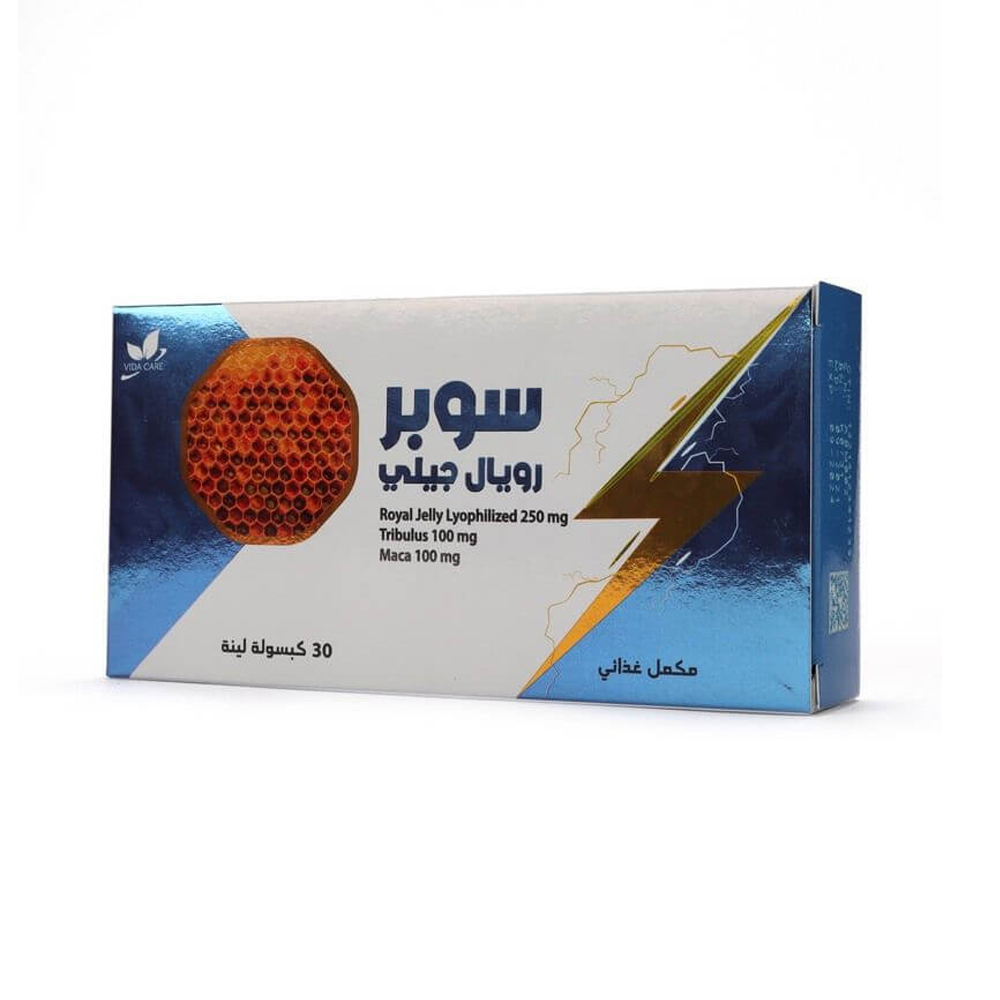 VIDA CARE
سوبر
رويال جيلي
Royal Jelly Lyophilized 250 mg
Tribulus 100 mg
Maca 100 mg
30 كبسولة لينة
مكمل غذائي